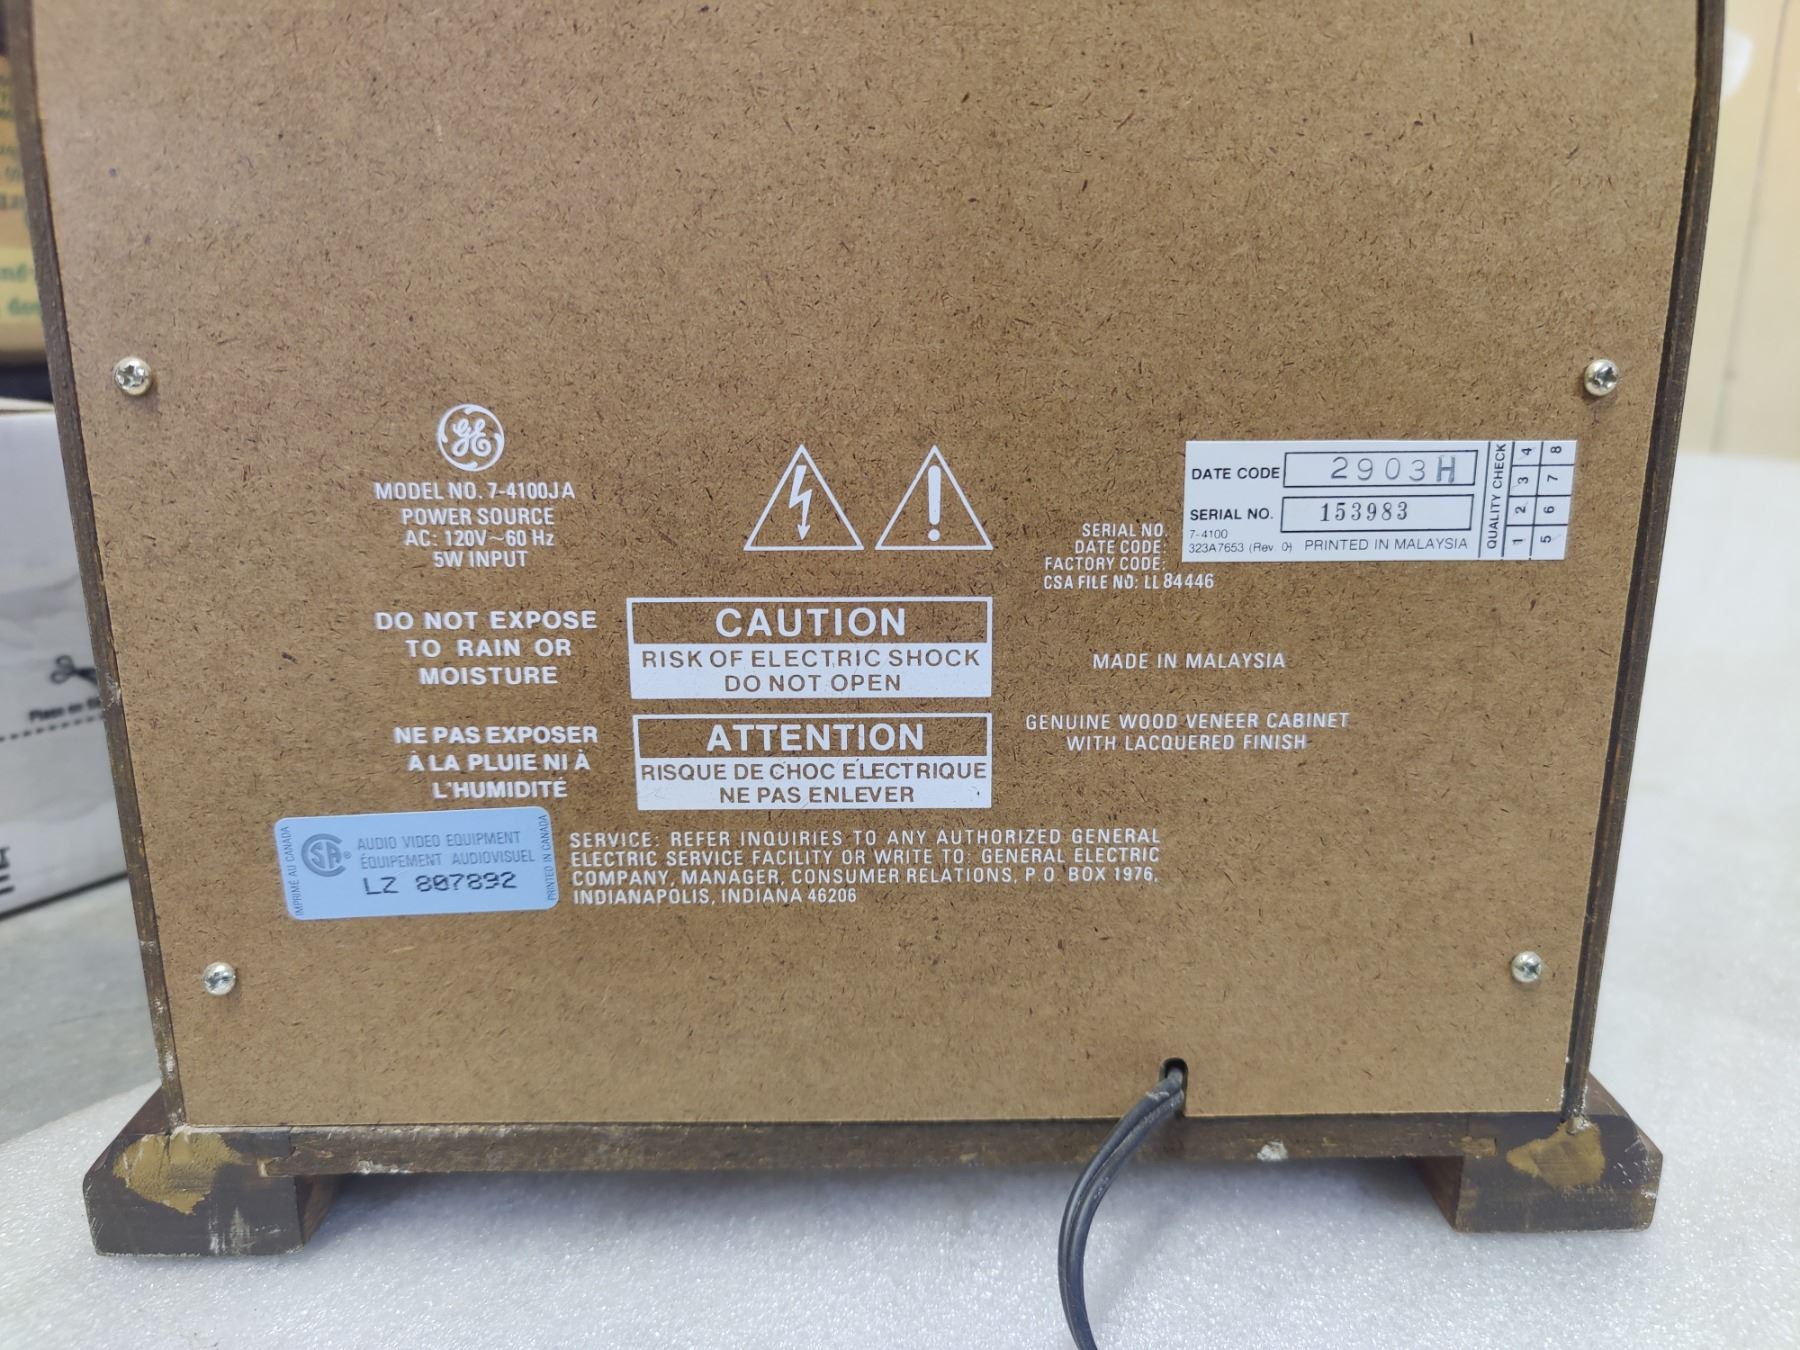 GE
MODEL NO. 7-4100JA
POWER SOURCE
AC: 120V~60 Hz
5W INPUT
DO NOT EXPOSE
TO RAIN OR
MOISTURE
NE PAS EXPOSER
À LA PLUIE NI À
L'HUMIDITÉ
CAUTION
RISK OF ELECTRIC SHOCK
DO NOT OPEN
ATTENTION
RISQUE DE CHOC ELECTRIQUE
NE PAS ENLEVER
SERIAL NO.
DATE CODE:
FACTORY CODE:
CSA FILE NO: LL 84446
DATE CODE 2903H
SERIAL NO. 153983
7-4100
323A7653 (Rev. 0) PRINTED IN MALAYSIA
QUALITY CHECK
1 2 3 4
5 6 7 8
MADE IN MALAYSIA
GENUINE WOOD VENEER CABINET
WITH LACQUERED FINISH
IMPRIMÉ AU CANADA
CSA ® AUDIO VIDEO EQUIPMENT
ÉQUIPEMENT AUDIOVISUEL
LZ 807892
PRINTED IN CANADA
SERVICE: REFER INQUIRIES TO ANY AUTHORIZED GENERAL
ELECTRIC SERVICE FACILITY OR WRITE TO: GENERAL ELECTRIC
COMPANY, MANAGER, CONSUMER RELATIONS, P.O. BOX 1976,
INDIANAPOLIS, INDIANA 46206